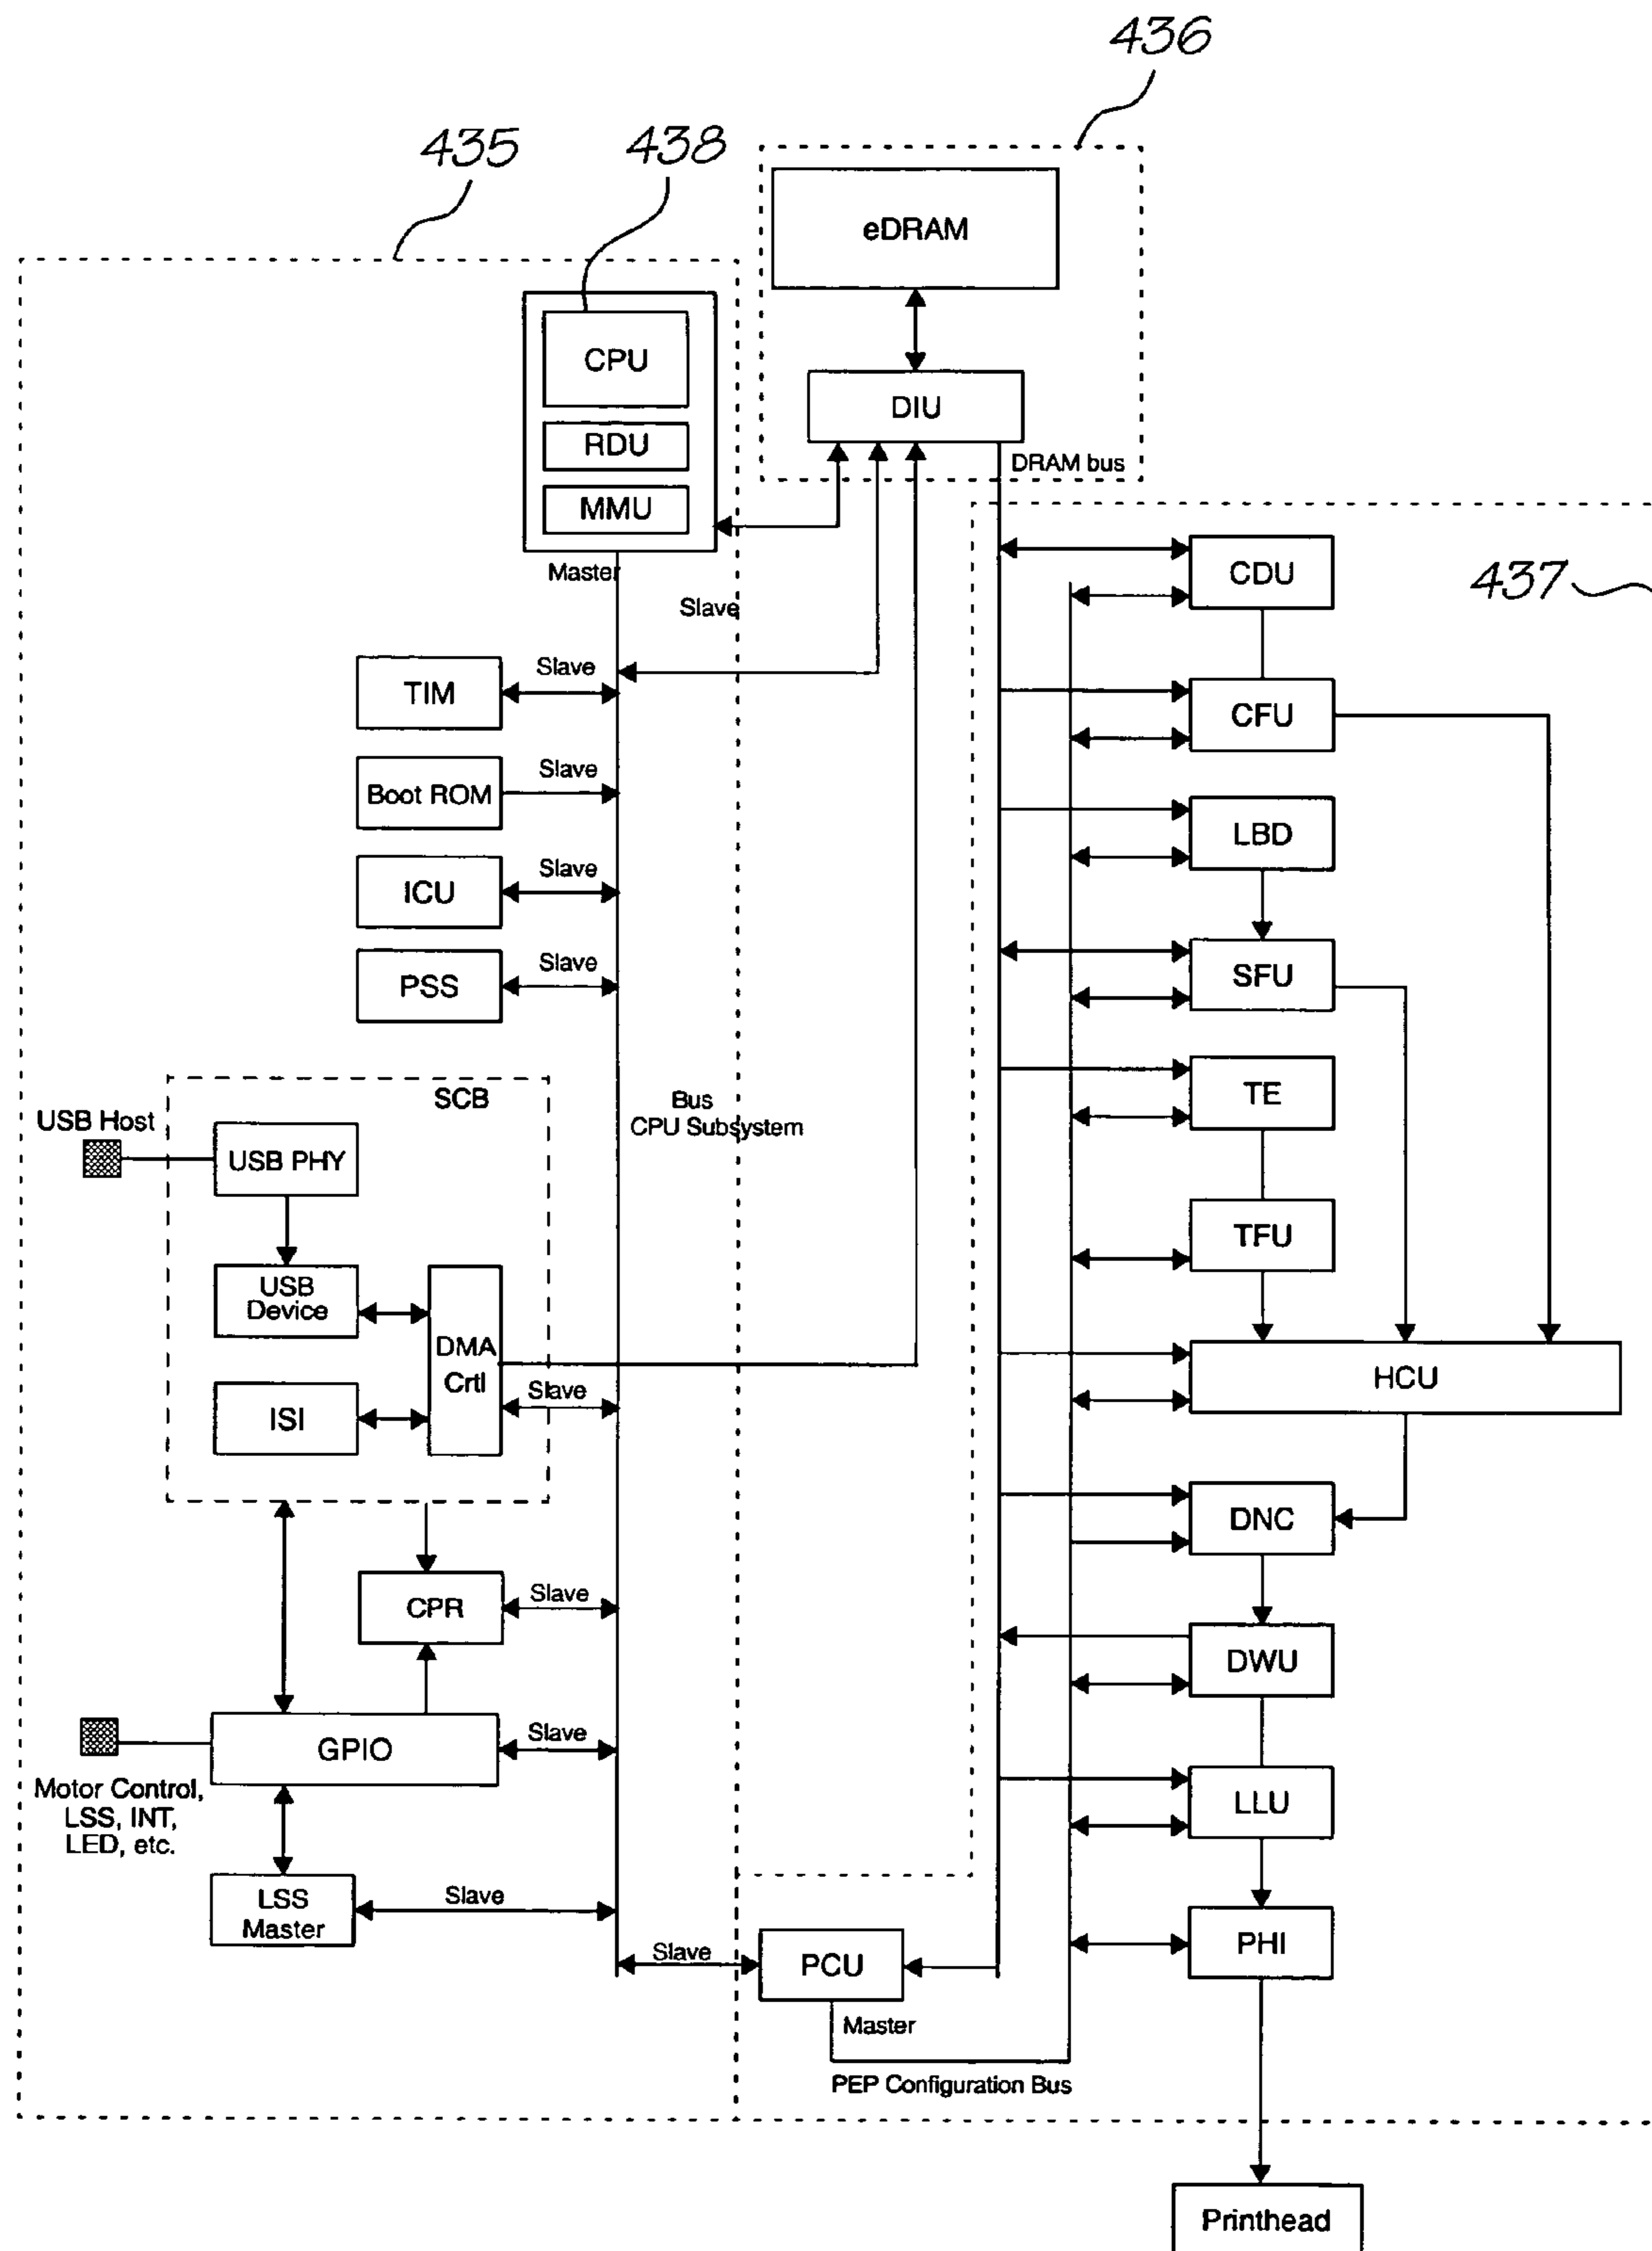 436
435
438
eDRAM
CPU
DIU
RDU
DRAM bus
MMU
CDU
437
Master
Slave
TIM
Slave
CFU
Boot ROM
Slave
LBD
ICU
Slave
PSS
Slave
SFU
SCB
TE
USB Host
Bus
CPU Subsystem
USB PHY
TFU
USB
Device
DMA
Crtl
HCU
Slave
ISI
DNC
CPR
Slave
DWU
GPIO
Slave
Motor Control,
LSS, INT,
LED, etc.
LLU
LSS
Master
Slave
PHI
Slave
PCU
Master
PEP Configuration Bus
Printhead